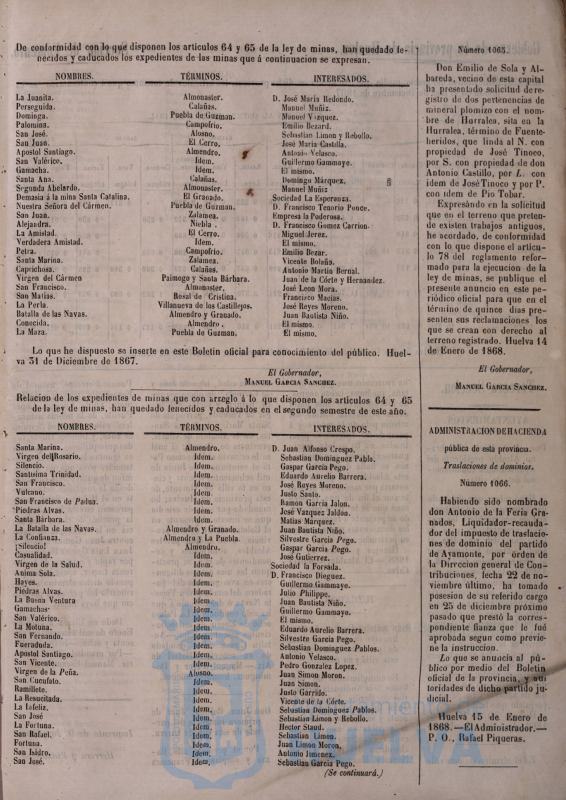 De conformidad con lo que disponen los artículos 64 y 65 de la ley de minas, han quedado fe-
necidos y caducados los expedientes de las minas que á continuacion se expresan.
NOMBRES. TÉRMINOS. INTERESADOS.
La Juanita. Almonaster. D. José María Redondo.
Perseguida. Calañas. Manuel Muñiz.
Dominga. Puebla de Guzman. Manuel Vazquez.
Palomina. Campofrio. Emilio Bezard.
San José. Alosno. Sebastian Limon y Rebollo.
San Juan. El Cerro. José María Castilla.
Apostol Santiago. Almendro. Antonio Velasco.
San Valérico. Idem. Guillermo Gammaye.
Gamacha. Idem. El mismo.
Santa Ana. Calañas. Domingo Márquez.
Segunda Abelardo. Almonaster. Manuel Muñiz
Demasía á la mina Santa Catalina. El Granado. Sociedad La Esperanza.
Nuestra Señora del Cármen. Puebla de Guzman. D. Francisco Tenorio Ponce.
San Juan. Zalamea. Empresa la Poderosa.
Alejandra. Niebla. D. Francisco Gomez Carrion.
La Amistad. El Cerro. Miguel Jerez.
Verdadera Amistad. Idem. El mismo.
Petra. Campofrio. Emilio Bezar.
Santa Marina. Zalamea. Vicente Bolaño.
Caprichosa. Calañas. Antonio Martin Bernal.
Virgen del Cármen Paimogo y Santa Bárbara. Juan de la Córte y Hernandez.
San Francisco. Almonaster. José Leon Mora.
San Matias. Rosal de Cristina. Francisco Macías.
La Perla. Villanueva de los Castillejos. José Reyes Moreno.
Batalla de las Navas. Almendro y Granado. Juan Bautista Niño.
Conocida. Almendro. El mismo.
La Maza. Puebla de Guzman. El mismo.
Lo que he dispuesto se inserte en este Boletin oficial para conocimiento del público. Huel-
va 31 de Diciembre de 1867.
El Gobernador,
MANUEL GARCIA SANCHEZ.
Relacion de los expedientes de minas que con arreglo á lo que disponen los artículos 64 y 65
de la ley de minas, han quedado fenecidos y caducados en el segundo semestre de este año.
NOMBRES. TÉRMINOS. INTERESADOS.
Santa Marina. Almendro. D. Juan Alfonso Crespo.
Virgen del Rosario. Idem. Sebastian Dominguez Pablo.
Silencio. Idem. Gaspar Garcia Pego.
Santísima Trinidad. Idem. Eduardo Aurelio Barrera.
San Francisco. Idem. José Reyes Moreno.
Vulcano. Idem. Justo Santo.
San Francisco de Padua. Idem. Ramon Garcia Jalon.
Piedras Alvas. Idem. José Vazquez Jaldon.
Santa Bárbara. Idem. Matias Marquez.
La Batalla de las Navas. Almendro y Granado. Juan Bautista Niño.
La Confianza. Almendro y La Puebla. Silvestre Garcia Pego.
¡Silencio! Almendro. Gaspar Garcia Pego.
Casualidad. Idem. José Gutierrez.
Virgen de la Salud. Idem. Sociedad la Forsada.
Anima Sola. Idem. D. Francisco Dieguez.
Hayes. Idem. Guillermo Gammaye.
Piedras Alvas. Idem. Julio Philippe.
La Buena Ventura Idem. Juan Bautista Niño.
Gamachas Idem. Guillermo Gammaye.
San Valérico. Idem. El mismo.
La Motuna. Idem. Eduardo Aurelio Barrera.
San Fernando. Idem. Silvestre Garcia Pego.
Fueraduda. Idem. Sebastian Dominguez Pablos.
Apostol Santiago. Idem. Antonio Velasco.
San Vicente. Idem. Pedro Gonzalez Lopez.
Virgen de la Peña. Alosno. Juan Simon Moron.
San Cucufato. Idem. Juan Simon.
Ramillete. Idem. Justo Garrido.
La Resucitada. Idem. Vicente de la Córte.
La Infeliz. Idem. Sebastian Dominguez Pablos.
San José Idem. Sebastian Limon y Rebollo.
La Fortuna. Idem. Hector Staud.
San Rafael. Idem. Sebastian Limon.
Fortuna. Idem. Juan Limon Moron.
San Isidro. Idem. Antonio Jimenez.
San José. Idem. Sebastian Garcia Pego.
(Se continuará.)
Número 1065.
Don Emilio de Sola y Al-
bareda, vecino de esta capital
ha presentado solicitud de re-
gistro de dos pertenencias de
mineral plomizo con el nom-
bre de Hurralea, sita en la
Hurralea, término de Fuente-
heridos, que linda al N. con
propiedad de José Tinoco,
por S. con propiedad de don
Antonio Castillo, por L. con
idem de José Tinoco y por P.
con idem de Pio Tobar.
Expresándo en la solicitud
que en el terreno que preten-
de existen trabajos antiguos,
he acordado, de conformidad
con lo que dispone el artícu-
lo 78 del reglamento refor-
mado para la ejecucion de la
ley de minas, se publique el
presente anuncio en este pe-
riódico oficial para que en el
término de quince dias pre-
senten sus reclamaciones los
que se crean con derecho al
terreno registrado. Huelva 14
de Enero de 1868.
El Gobernador,
MANUEL GARCIA SANCHEZ.
ADMINISTRACION DE HACIENDA
pública de esta provincia.
Traslaciones de dominios.
Número 1066.
Habiendo sido nombrado
don Antonio de la Feria Gra-
nados, Liquidador-recauda-
dor del impuesto de traslacio-
nes de dominio del partido
de Ayamonte, por órden de
la Direccion general de Con-
tribuciones, fecha 22 de no-
viembre último, ha tomado
posesion de su referido cargo
en 25 de diciembre próximo
pasado que prestó la corres-
pondiente fianza que le fué
aprobada segun como previe-
ne la instruccion.
Lo que se anuncia al pú-
blico por medio del Boletin
oficial de la provincia, y au-
toridades de dicho partido ju-
dicial.
Huelva 15 de Enero de
1868.—El Administrador.—
P. O., Rafael Piqueras.
HUELVA